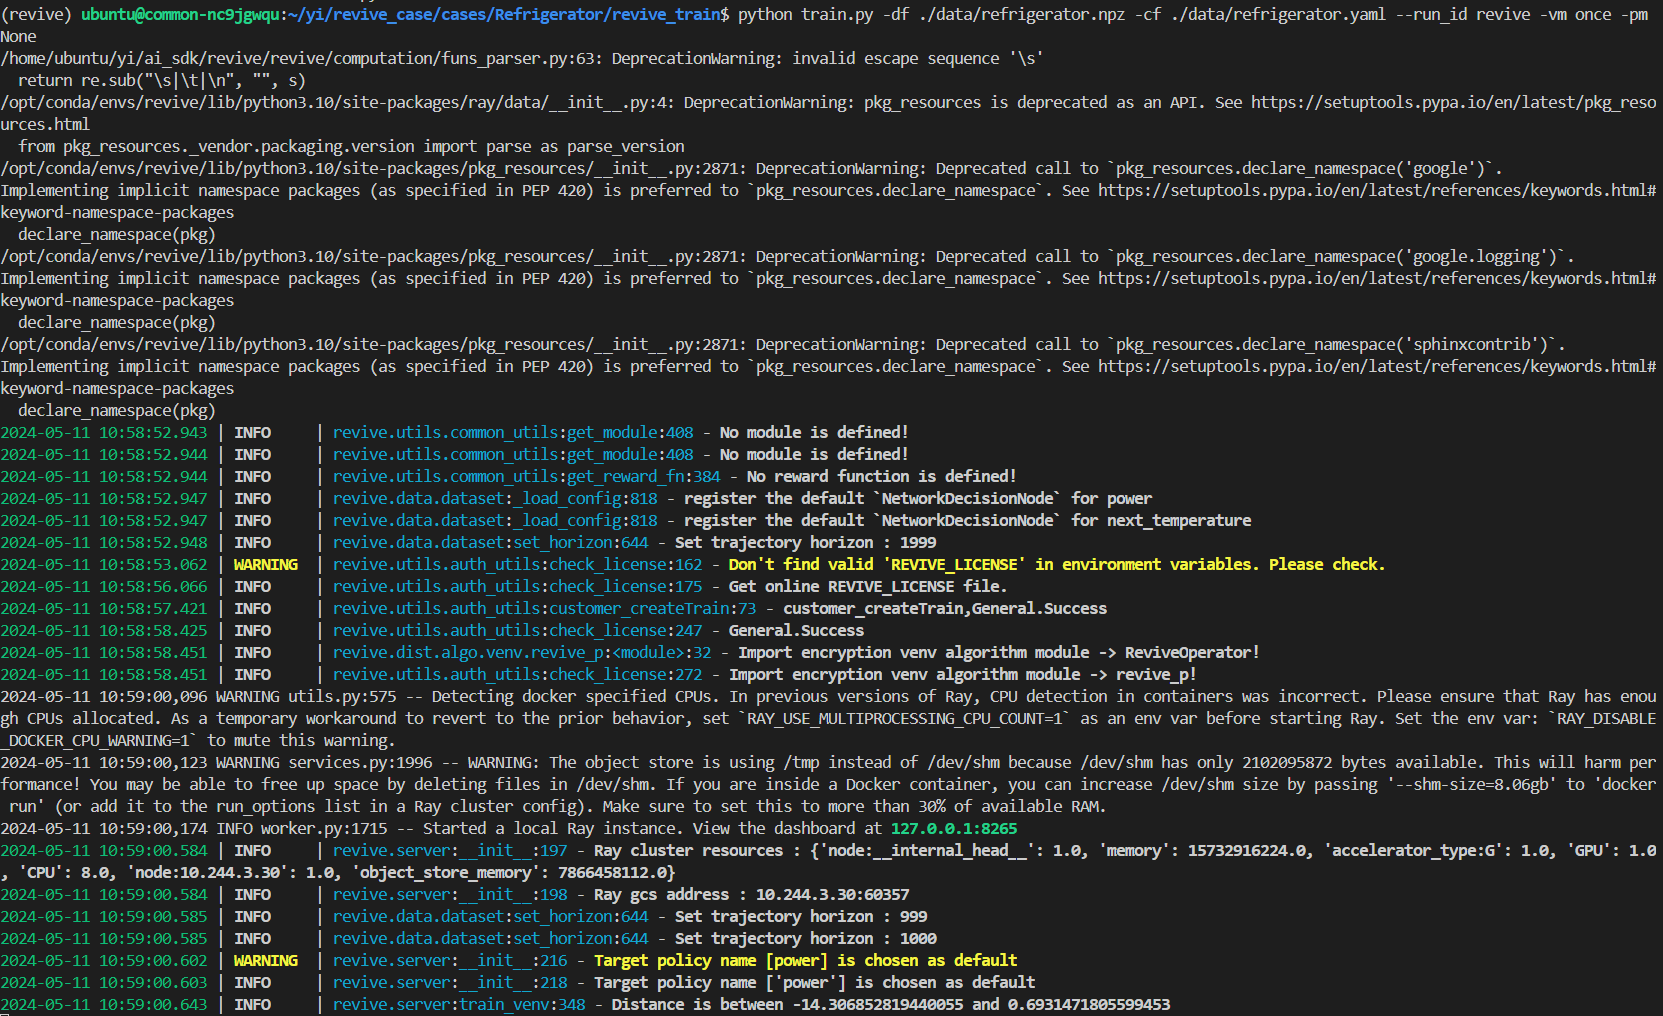 (revive) ubuntu@common-nc9jgwqu:~/yi/revive_case/cases/Refrigerator/revive_train$ python train.py -df ./data/refrigerator.npz -cf ./data/refrigerator.yaml --run_id revive -vm once -pm
None
/home/ubuntu/yi/ai_sdk/revive/revive/computation/funs_parser.py:63: DeprecationWarning: invalid escape sequence '\s'
  return re.sub("\s|\t|\n", "", s)
/opt/conda/envs/revive/lib/python3.10/site-packages/ray/data/__init__.py:4: DeprecationWarning: pkg_resources is deprecated as an API. See https://setuptools.pypa.io/en/latest/pkg_reso
urces.html
  from pkg_resources._vendor.packaging.version import parse as parse_version
/opt/conda/envs/revive/lib/python3.10/site-packages/pkg_resources/__init__.py:2871: DeprecationWarning: Deprecated call to `pkg_resources.declare_namespace('google')`.
Implementing implicit namespace packages (as specified in PEP 420) is preferred to `pkg_resources.declare_namespace`. See https://setuptools.pypa.io/en/latest/references/keywords.html#
keyword-namespace-packages
  declare_namespace(pkg)
/opt/conda/envs/revive/lib/python3.10/site-packages/pkg_resources/__init__.py:2871: DeprecationWarning: Deprecated call to `pkg_resources.declare_namespace('google.logging')`.
Implementing implicit namespace packages (as specified in PEP 420) is preferred to `pkg_resources.declare_namespace`. See https://setuptools.pypa.io/en/latest/references/keywords.html#
keyword-namespace-packages
  declare_namespace(pkg)
/opt/conda/envs/revive/lib/python3.10/site-packages/pkg_resources/__init__.py:2871: DeprecationWarning: Deprecated call to `pkg_resources.declare_namespace('sphinxcontrib')`.
Implementing implicit namespace packages (as specified in PEP 420) is preferred to `pkg_resources.declare_namespace`. See https://setuptools.pypa.io/en/latest/references/keywords.html#
keyword-namespace-packages
  declare_namespace(pkg)
2024-05-11 10:58:52.943 | INFO     | revive.utils.common_utils:get_module:408 - No module is defined!
2024-05-11 10:58:52.944 | INFO     | revive.utils.common_utils:get_module:408 - No module is defined!
2024-05-11 10:58:52.944 | INFO     | revive.utils.common_utils:get_reward_fn:384 - No reward function is defined!
2024-05-11 10:58:52.947 | INFO     | revive.data.dataset:_load_config:818 - register the default `NetworkDecisionNode` for power
2024-05-11 10:58:52.947 | INFO     | revive.data.dataset:_load_config:818 - register the default `NetworkDecisionNode` for next_temperature
2024-05-11 10:58:52.948 | INFO     | revive.data.dataset:set_horizon:644 - Set trajectory horizon : 1999
2024-05-11 10:58:53.062 | WARNING  | revive.utils.auth_utils:check_license:162 - Don't find valid 'REVIVE_LICENSE' in environment variables. Please check.
2024-05-11 10:58:56.066 | INFO     | revive.utils.auth_utils:check_license:175 - Get online REVIVE_LICENSE file.
2024-05-11 10:58:57.421 | INFO     | revive.utils.auth_utils:customer_createTrain:73 - customer_createTrain,General.Success
2024-05-11 10:58:58.425 | INFO     | revive.utils.auth_utils:check_license:247 - General.Success
2024-05-11 10:58:58.451 | INFO     | revive.dist.algo.venv.revive_p:<module>:32 - Import encryption venv algorithm module -> ReviveOperator!
2024-05-11 10:58:58.451 | INFO     | revive.utils.auth_utils:check_license:272 - Import encryption venv algorithm module -> revive_p!
2024-05-11 10:59:00,096 WARNING utils.py:575 -- Detecting docker specified CPUs. In previous versions of Ray, CPU detection in containers was incorrect. Please ensure that Ray has enou
gh CPUs allocated. As a temporary workaround to revert to the prior behavior, set `RAY_USE_MULTIPROCESSING_CPU_COUNT=1` as an env var before starting Ray. Set the env var: `RAY_DISABLE
_DOCKER_CPU_WARNING=1` to mute this warning.
2024-05-11 10:59:00,123 WARNING services.py:1996 -- WARNING: The object store is using /tmp instead of /dev/shm because /dev/shm has only 2102095872 bytes available. This will harm per
formance! You may be able to free up space by deleting files in /dev/shm. If you are inside a Docker container, you can increase /dev/shm size by passing '--shm-size=8.06gb' to 'docker
 run' (or add it to the run_options list in a Ray cluster config). Make sure to set this to more than 30% of available RAM.
2024-05-11 10:59:00,174 INFO worker.py:1715 -- Started a local Ray instance. View the dashboard at 127.0.0.1:8265
2024-05-11 10:59:00.584 | INFO     | revive.server:__init__:197 - Ray cluster resources : {'node:__internal_head__': 1.0, 'memory': 15732916224.0, 'accelerator_type:G': 1.0, 'GPU': 1.0
, 'CPU': 8.0, 'node:10.244.3.30': 1.0, 'object_store_memory': 7866458112.0}
2024-05-11 10:59:00.584 | INFO     | revive.server:__init__:198 - Ray gcs address : 10.244.3.30:60357
2024-05-11 10:59:00.585 | INFO     | revive.data.dataset:set_horizon:644 - Set trajectory horizon : 999
2024-05-11 10:59:00.585 | INFO     | revive.data.dataset:set_horizon:644 - Set trajectory horizon : 1000
2024-05-11 10:59:00.602 | WARNING  | revive.server:__init__:216 - Target policy name [power] is chosen as default
2024-05-11 10:59:00.603 | INFO     | revive.server:__init__:218 - Target policy name ['power'] is chosen as default
2024-05-11 10:59:00.643 | INFO     | revive.server:train_venv:348 - Distance is between -14.306852819440055 and 0.6931471805599453